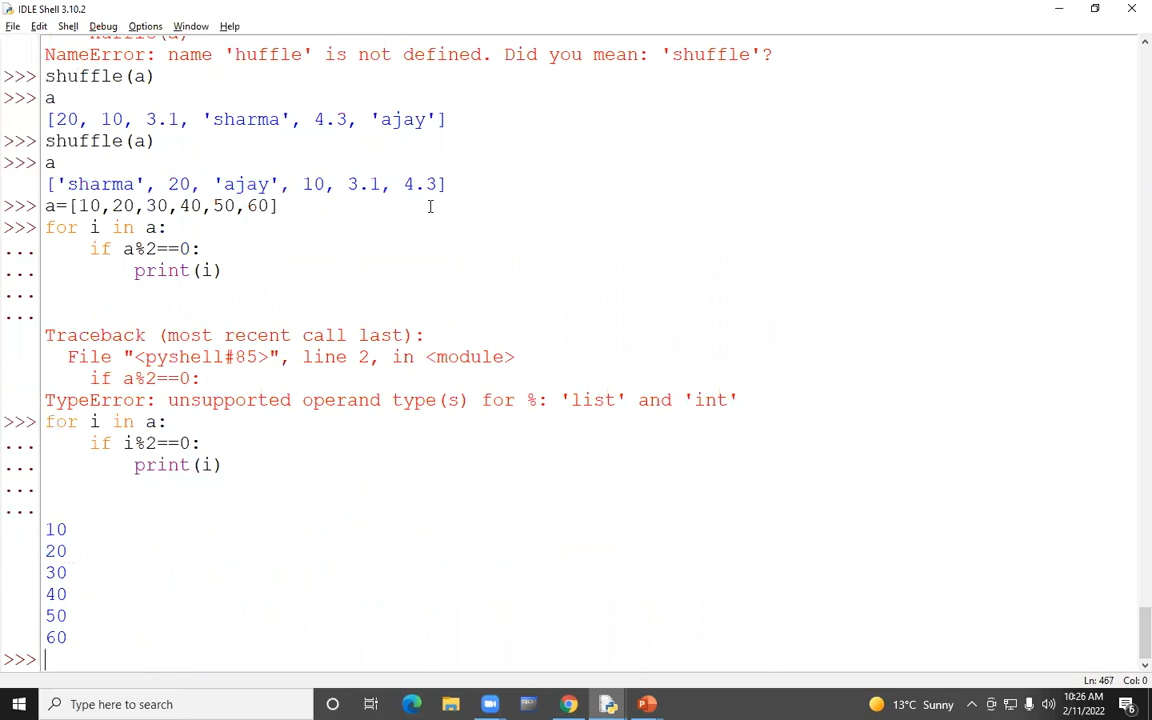 IDLE Shell 3.10.2
File Edit Shell Debug Options Window Help
NameError: name 'huffle' is not defined. Did you mean: 'shuffle'?
>>> shuffle(a)
>>> a
[20, 10, 3.1, 'sharma', 4.3, 'ajay']
>>> shuffle(a)
>>> a
['sharma', 20, 'ajay', 10, 3.1, 4.3]
>>> a=[10,20,30,40,50,60]
>>> for i in a:
... if a%2==0:
... print(i)
...
...
Traceback (most recent call last):
File "<pyshell#85>", line 2, in <module>
if a%2==0:
TypeError: unsupported operand type(s) for %: 'list' and 'int'
>>> for i in a:
... if i%2==0:
... print(i)
...
...
10
20
30
40
50
60
>>>
Ln: 467 Col: 0
Type here to search
13°C Sunny
10:26 AM
2/11/2022
6